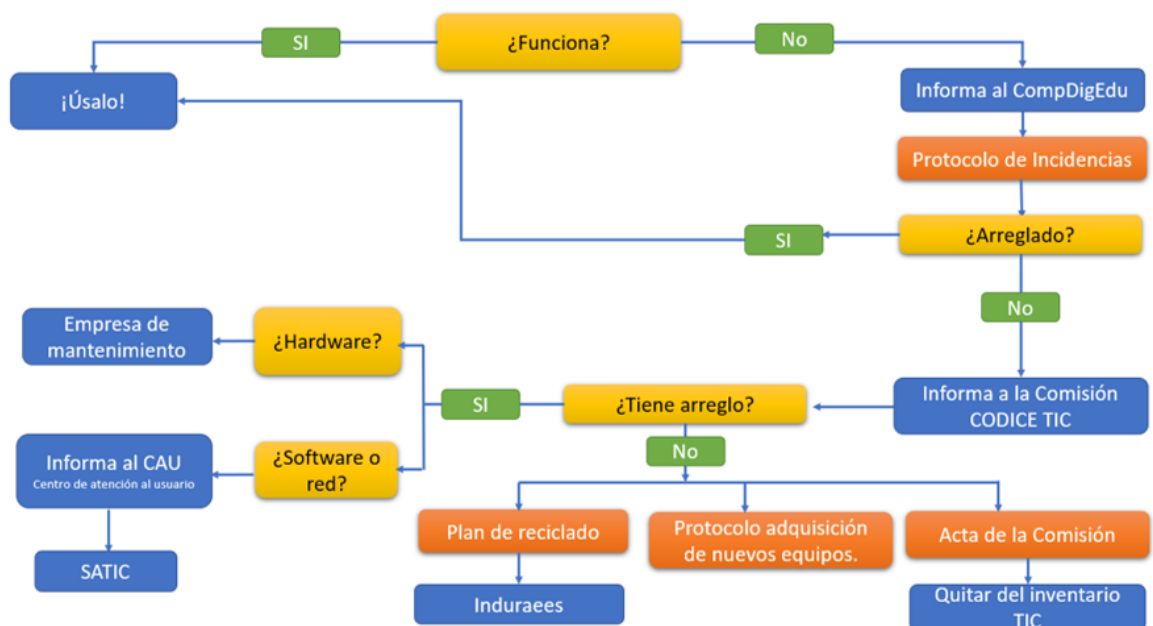 ¿Funciona?
SI
No
¡Úsalo!
Informa al CompDigEdu
Protocolo de Incidencias
¿Arreglado?
SI
No
Empresa de
mantenimiento
¿Hardware?
SI
¿Tiene arreglo?
Informa a la Comisión
CODICE TIC
No
Informa al CAU
Centro de atención al usuario
¿Software o
red?
SATIC
Plan de reciclado
Protocolo adquisición
de nuevos equipos.
Acta de la Comisión
Induraees
Quitar del inventario
TIC